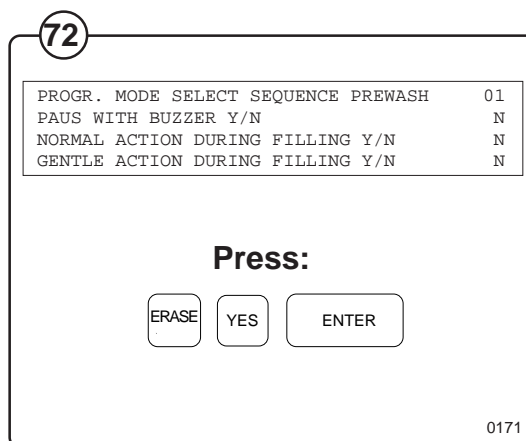 72
PROGR. MODE SELECT SEQUENCE PREWASH 01
PAUS WITH BUZZER Y/N N
NORMAL ACTION DURING FILLING Y/N N
GENTLE ACTION DURING FILLING Y/N N
Press:
ERASE YES ENTER
0171